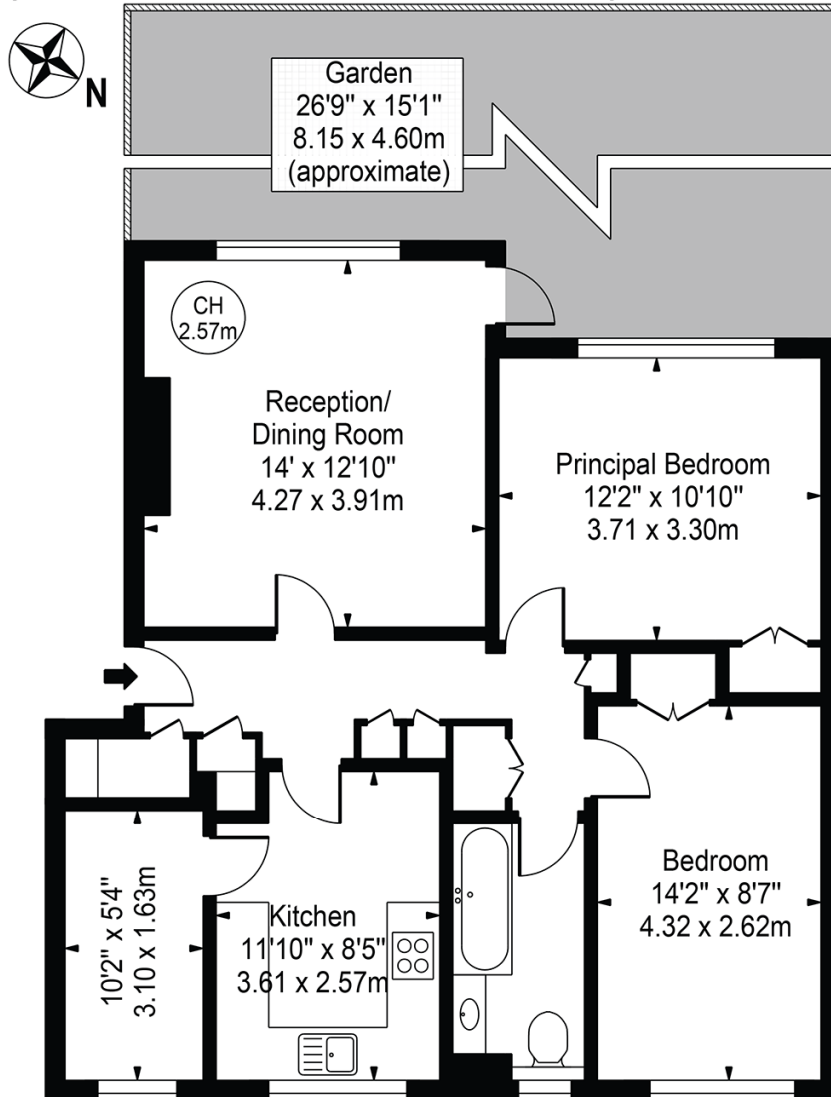 N
Garden
26'9" x 15'1"
8.15 x 4.60m
(approximate)
CH
2.57m
Reception/
Dining Room
14' x 12'10"
4.27 x 3.91m
Principal Bedroom
12'2" x 10'10"
3.71 x 3.30m
10'2" x 5'4"
3.10 x 1.63m
Kitchen
11'10" x 8'5"
3.61 x 2.57m
Bedroom
14'2" x 8'7"
4.32 x 2.62m